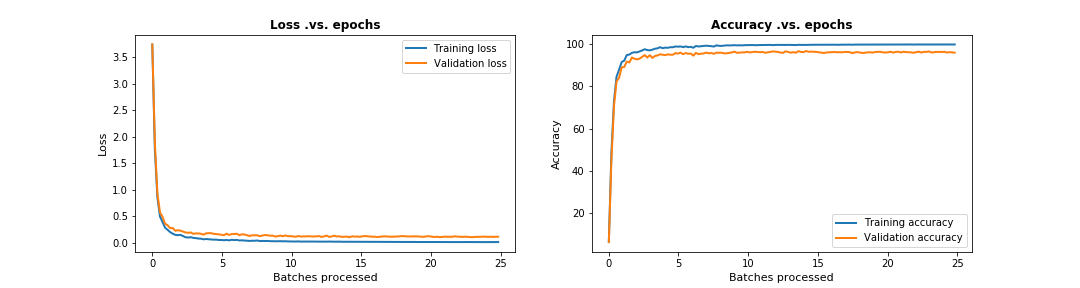 Loss .vs. epochs
Training loss
Validation loss
3.5
3.0
2.5
2.0
1.5
1.0
0.5
0.0
Loss
0 5 10 15 20 25
Batches processed
Accuracy .vs. epochs
100
80
60
40
20
Accuracy
Training accuracy
Validation accuracy
0 5 10 15 20 25
Batches processed